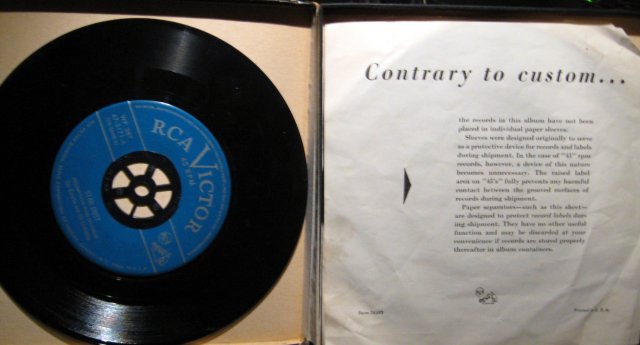 RCA VICTOR
45 RPM
Contrary to custom...
the records in this album have not been
placed in individual paper sleeves.
Sleeves were designed originally to serve
as a protective device for records and labels
during shipment. In the case of "45" rpm
records, however, a device of this nature
becomes unnecessary. The raised label
area on "45's" fully prevents any harmful
contact between the grooved surfaces of
records during shipment.
Paper separators—such as this sheet—
are designed to protect record labels dur-
ing shipment. They have no other useful
function and may be discarded at your
convenience if records are stored properly
thereafter in album containers.
Printed in U. S. A.